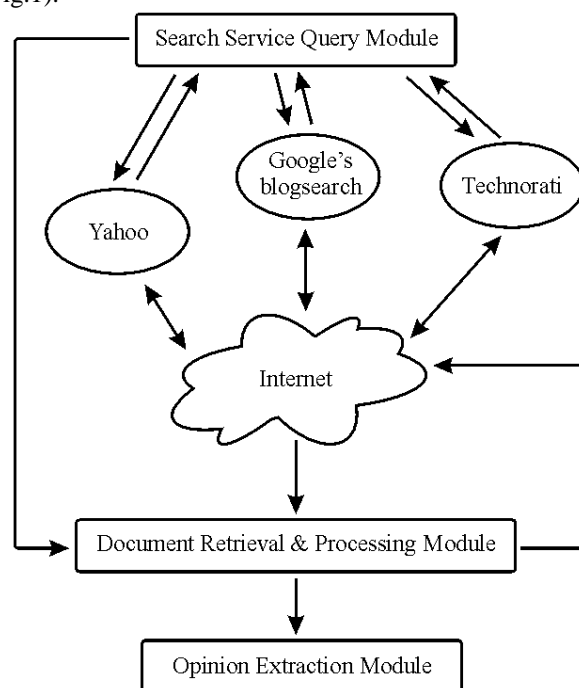 ig.1).
Search Service Query Module
Google's
blogsearch
Technorati
Yahoo
Internet
Document Retrieval & Processing Module
Opinion Extraction Module